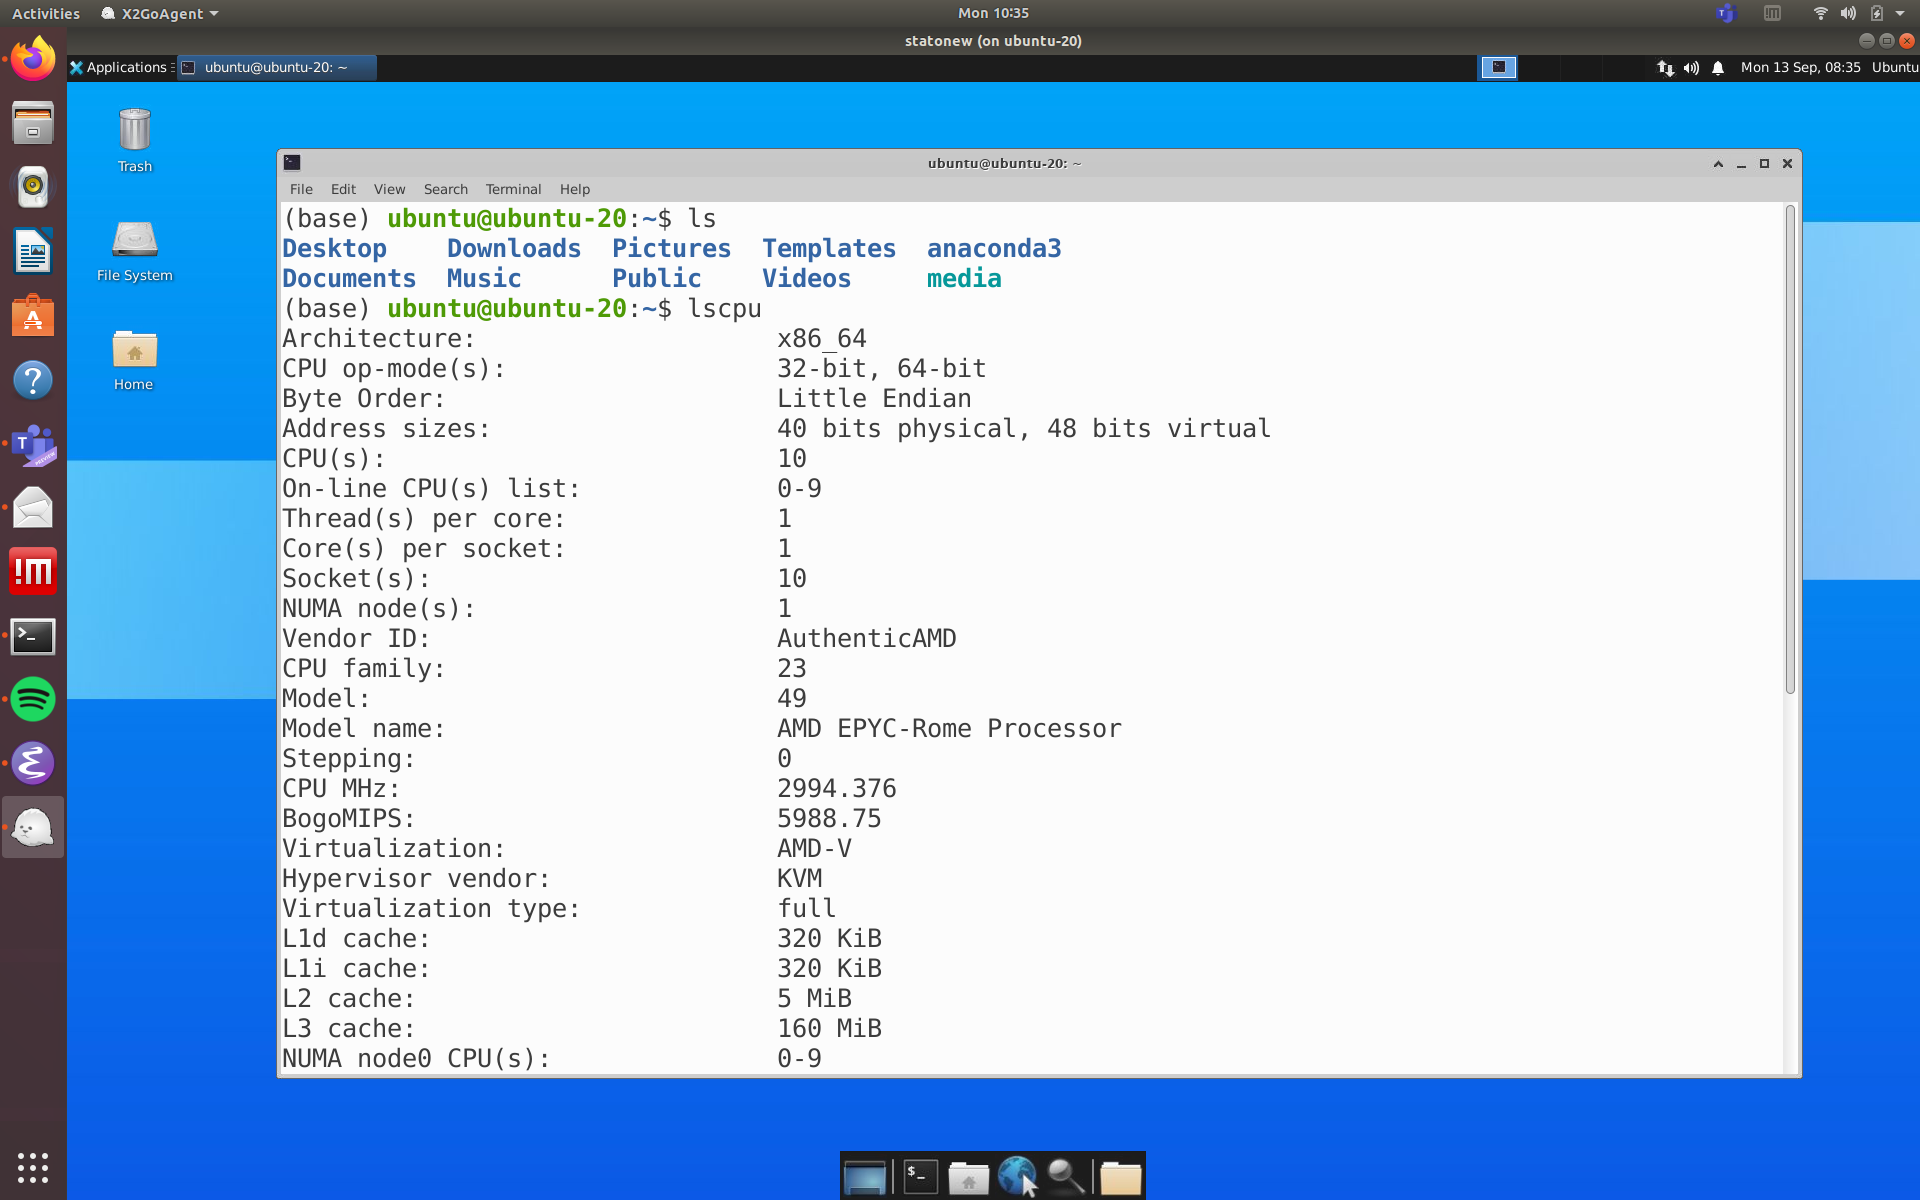 Activities X2GoAgent Mon 10:35
statonew (on ubuntu-20)
Applications ubuntu@ubuntu-20: ~ Mon 13 Sep, 08:35 Ubuntu
Trash
File System
Home
ubuntu@ubuntu-20: ~
File Edit View Search Terminal Help
(base) ubuntu@ubuntu-20:~$ ls
Desktop Downloads Pictures Templates anaconda3
Documents Music Public Videos media
(base) ubuntu@ubuntu-20:~$ lscpu
Architecture: x86_64
CPU op-mode(s): 32-bit, 64-bit
Byte Order: Little Endian
Address sizes: 40 bits physical, 48 bits virtual
CPU(s): 10
On-line CPU(s) list: 0-9
Thread(s) per core: 1
Core(s) per socket: 1
Socket(s): 10
NUMA node(s): 1
Vendor ID: AuthenticAMD
CPU family: 23
Model: 49
Model name: AMD EPYC-Rome Processor
Stepping: 0
CPU MHz: 2994.376
BogoMIPS: 5988.75
Virtualization: AMD-V
Hypervisor vendor: KVM
Virtualization type: full
L1d cache: 320 KiB
L1i cache: 320 KiB
L2 cache: 5 MiB
L3 cache: 160 MiB
NUMA node0 CPU(s): 0-9